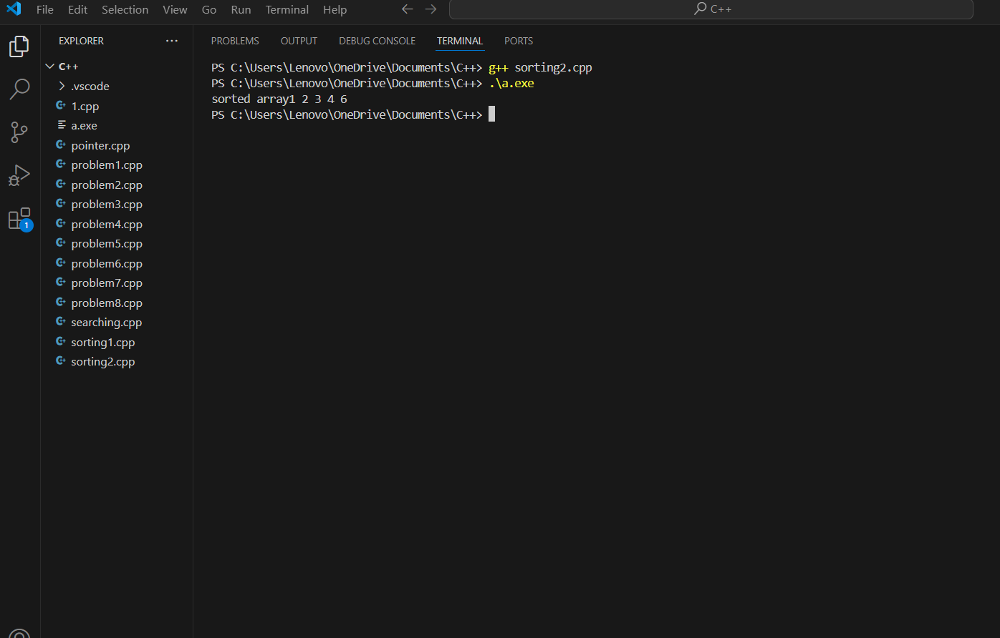 File Edit Selection View Go Run Terminal Help
C++
EXPLORER ...
C++
.vscode
1.cpp
a.exe
pointer.cpp
problem1.cpp
problem2.cpp
problem3.cpp
problem4.cpp
problem5.cpp
problem6.cpp
problem7.cpp
problem8.cpp
searching.cpp
sorting1.cpp
sorting2.cpp
1
PROBLEMS OUTPUT DEBUG CONSOLE TERMINAL PORTS
PS C:\Users\Lenovo\OneDrive\Documents\C++> g++ sorting2.cpp
PS C:\Users\Lenovo\OneDrive\Documents\C++> .\a.exe
sorted array1 2 3 4 6
PS C:\Users\Lenovo\OneDrive\Documents\C++>